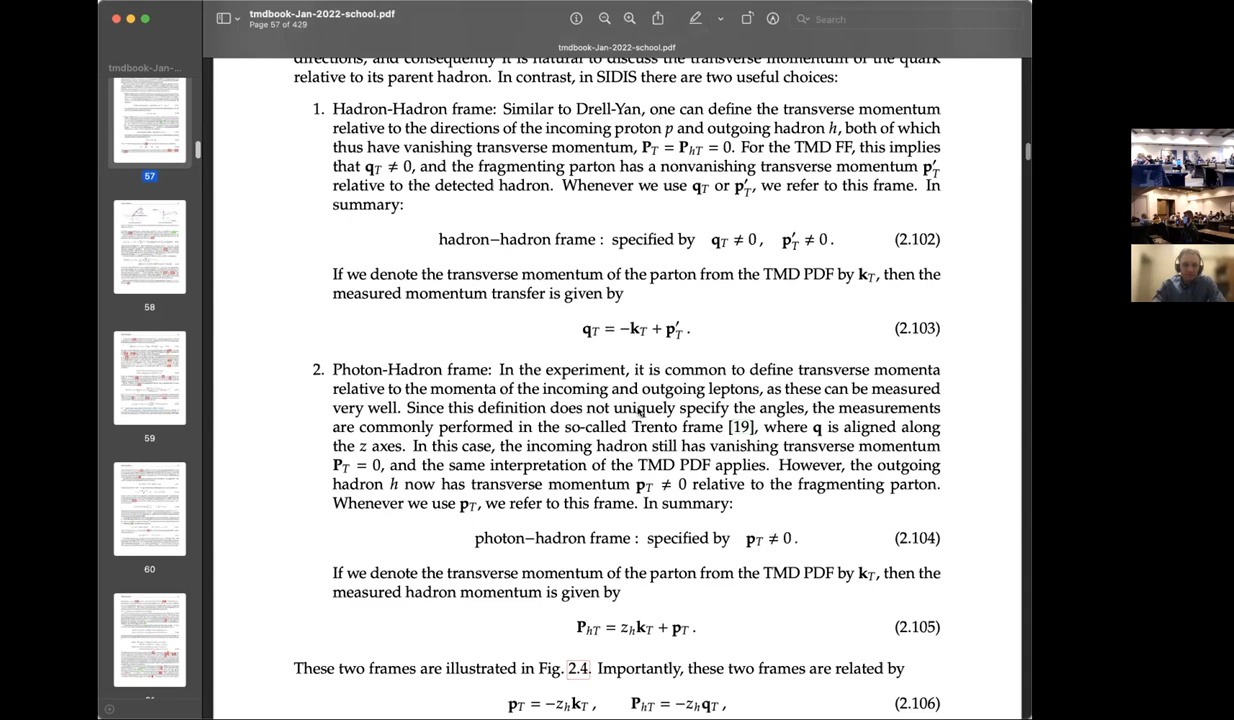 tmdbook-Jan-2022-school.pdf
Page 57 of 429
Search
tmdbook-Jan-2022-school.pdf
tmdbook-Jan-...
57
58
59
60
directions, and consequently it is harder to discuss the transverse momentum of the quark
relative to its parent hadron. In contrast, in SIDIS there are two useful choices:
1. Hadron-Hadron frame: Similar to Drell-Yan, one can define the transverse momentum
relative to the direction of the incoming proton p and outgoing hadron h, both of which
thus have vanishing transverse momentum, P_T = P_hT = 0. For the TMD FF, this implies
that q_T ≠ 0, and the fragmenting parton has a nonvanishing transverse momentum p′_T
relative to the detected hadron. Whenever we use q_T or p′_T, we refer to this frame. In
summary:
hadron−hadron frame : specified by q_T ≠ 0, p′_T ≠ 0. (2.102)
If we denote the transverse momentum of the parton from the TMD PDF by k_T, then the
measured momentum transfer is given by
q_T = −k_T + p′_T . (2.103)
2. Photon-Hadron frame: In the experiment, it is common to define transverse momenta
relative to the momenta of the incoming and outgoing leptons as these can be measured
very well. Since this definition does not uniquely specify the angles, the measurements
are commonly performed in the so-called Trento frame [19], where q is aligned along
the z axes. In this case, the incoming hadron still has vanishing transverse momentum
P_T = 0, and the same interpretation of the TMD PDF applies. However, the outgoing
hadron h now has transverse momentum p_T ≠ 0 relative to the fragmenting parton.
Whenever we use p_T, we refer to this frame. In summary:
photon−hadron frame : specified by p_T ≠ 0 . (2.104)
If we denote the transverse momentum of the parton from the TMD PDF by k_T, then the
measured hadron momentum is given by
P_hT = z_h k_T + p_T . (2.105)
These two frames are illustrated in Fig. 2.4. Importantly, these two frames are related by
p_T = −z_h k_T , P_hT = −z_h q_T , (2.106)